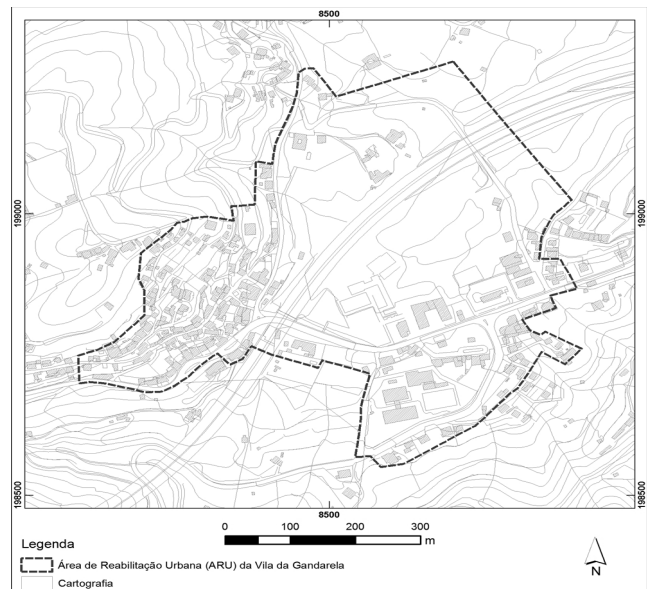 8500
199000
199000
198500
198500
8500
0 100 200 300
m
Legenda
Área de Reabilitação Urbana (ARU) da Vila da Gandarela
Cartografia
N